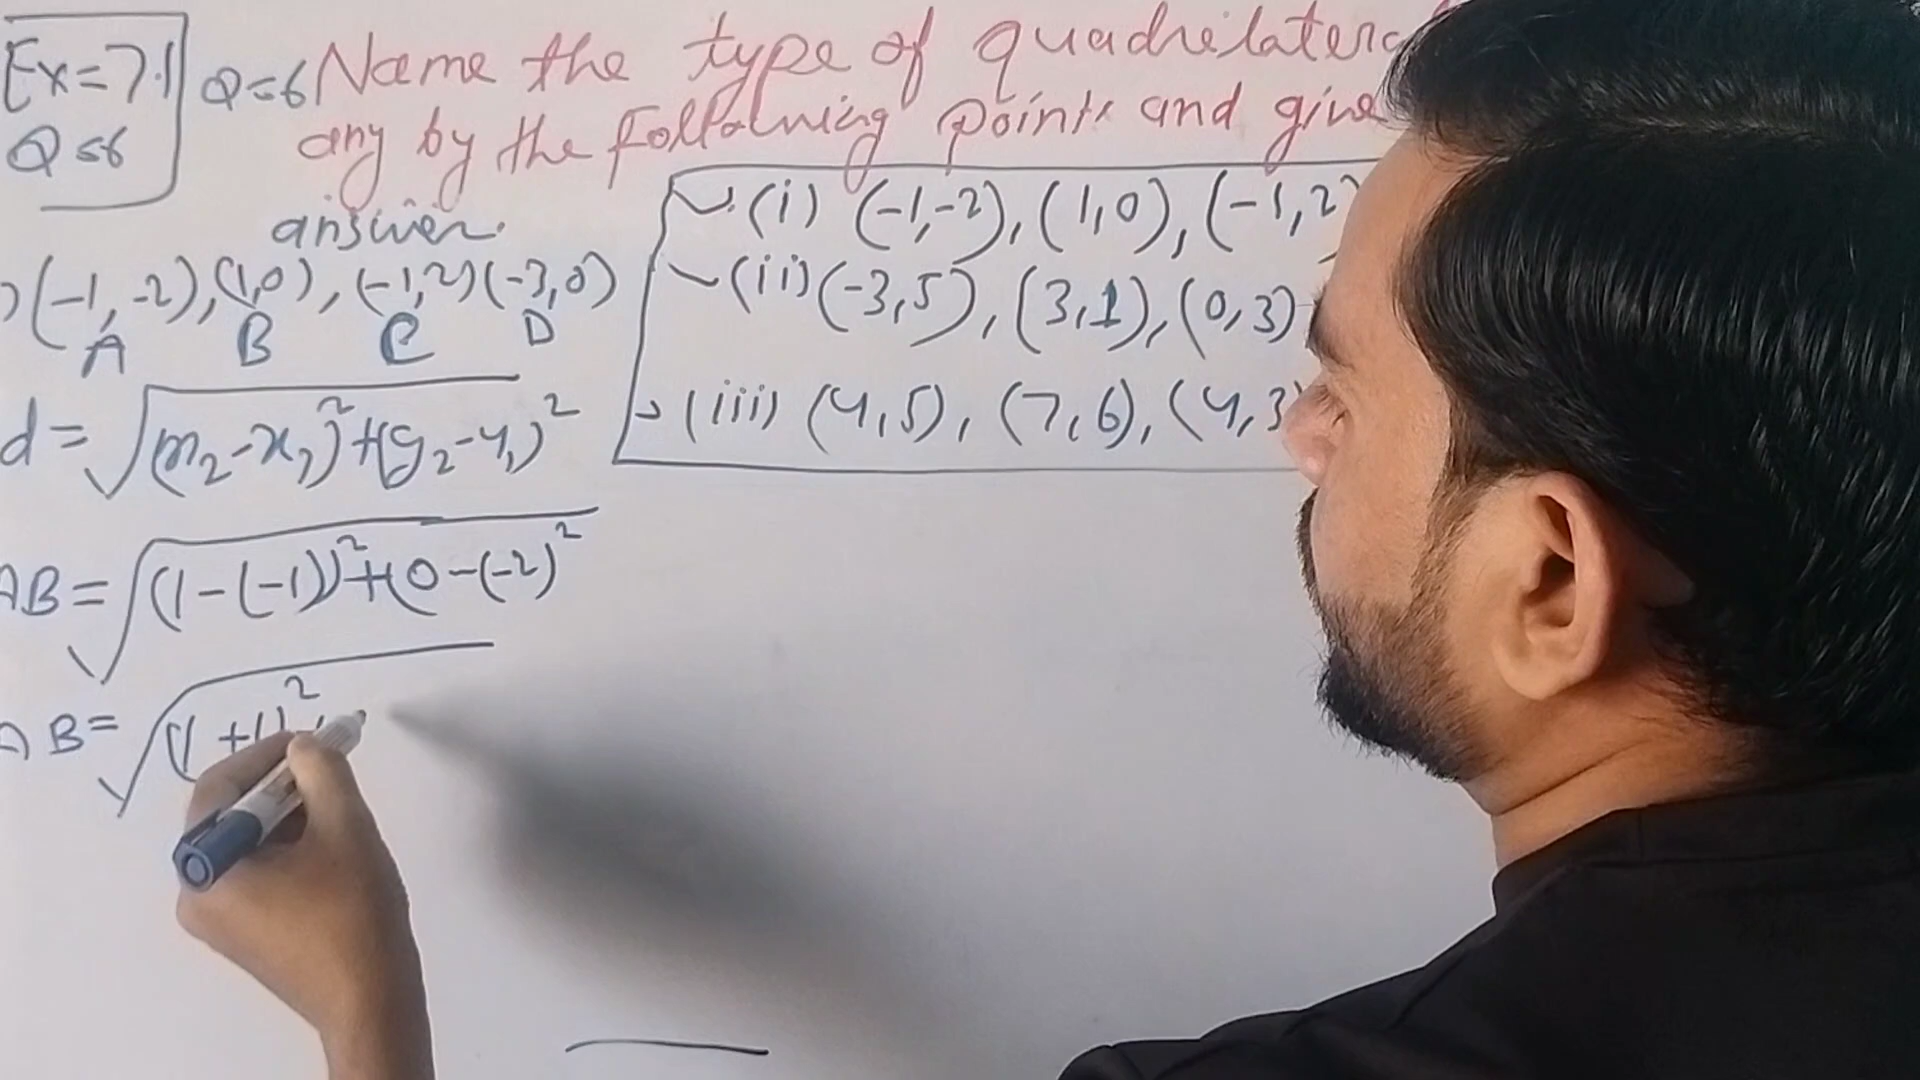 Ex=7.1
Q=6
Q=6 Name the type of quadrilatera
any by the following points and give
answer.
(i) (-1,-2), (1,0), (-1,2)
(ii) (-3,5), (3,1), (0,3)
(iii) (4,5), (7,6), (4,3
)(-1,-2), (1,0), (-1,2) (-3,0)
A B C D
d = √(x₂-x₁)²+(y₂-y₁)²
AB = √(1-(-1))²+(0-(-2)²
AB = √(1+1)²+